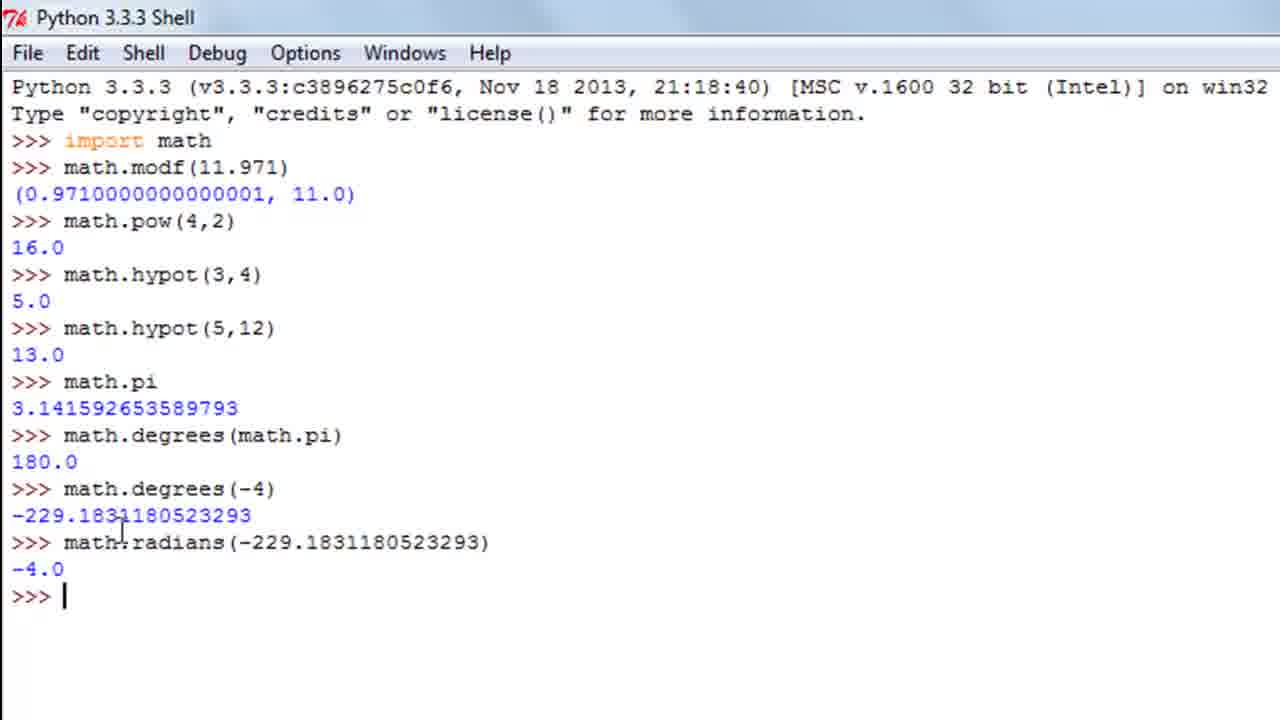 Python 3.3.3 Shell
File Edit Shell Debug Options Windows Help
Python 3.3.3 (v3.3.3:c3896275c0f6, Nov 18 2013, 21:18:40) [MSC v.1600 32 bit (Intel)] on win32
Type "copyright", "credits" or "license()" for more information.
>>> import math
>>> math.modf(11.971)
(0.9710000000000001, 11.0)
>>> math.pow(4,2)
16.0
>>> math.hypot(3,4)
5.0
>>> math.hypot(5,12)
13.0
>>> math.pi
3.141592653589793
>>> math.degrees(math.pi)
180.0
>>> math.degrees(-4)
-229.1831180523293
>>> math.radians(-229.1831180523293)
-4.0
>>>